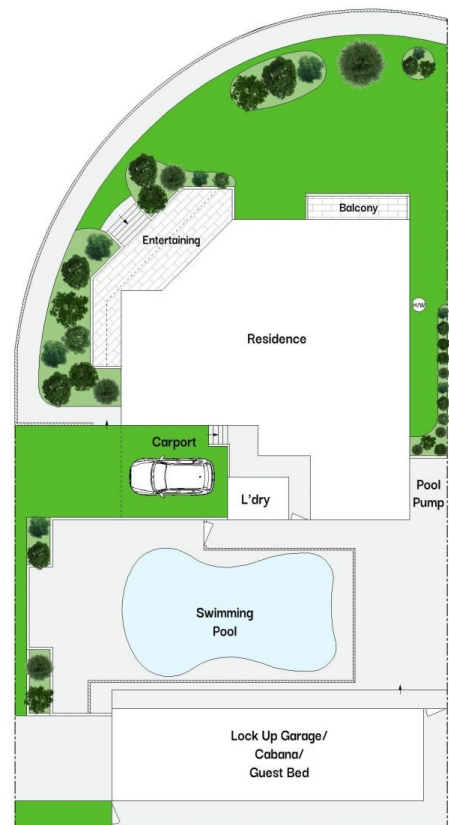 Balcony
Entertaining
H/W
Residence
Carport
L'dry
Pool
Pump
Swimming
Pool
Lock Up Garage/
Cabana/
Guest Bed